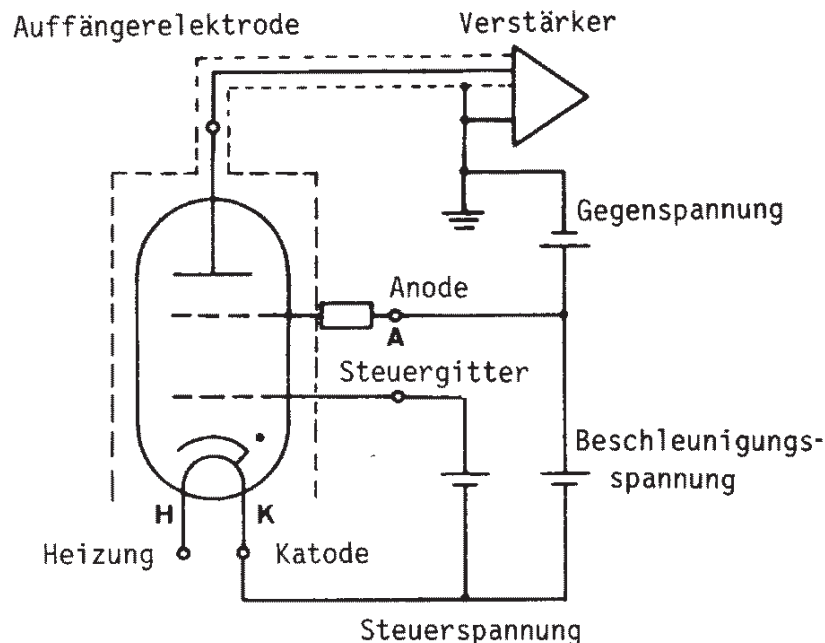 Auffängerelektrode
Verstärker
Gegenspannung
Anode
A
Steuergitter
Beschleunigungs-
spannung
H
K
Heizung
Katode
Steuerspannung